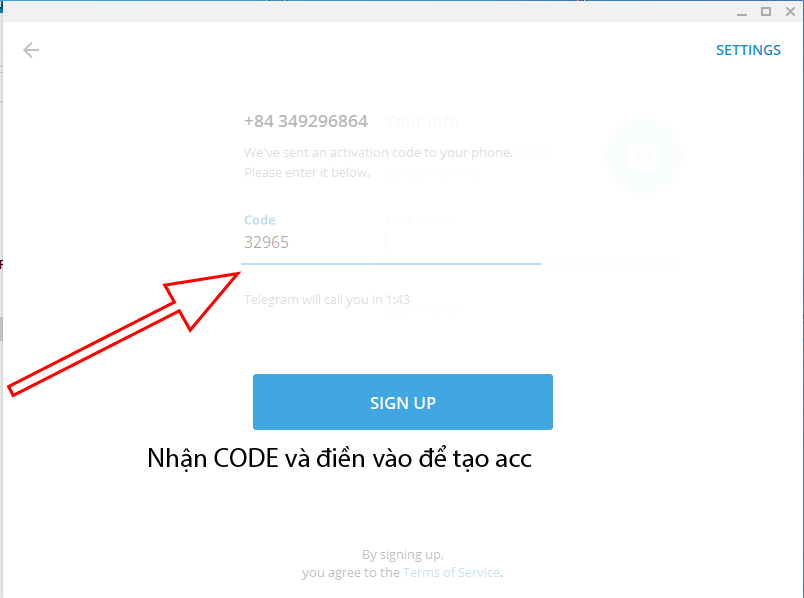 SETTINGS
+84 349296864
Your Info
We've sent an activation code to your phone.
Please enter it below.
Code
First Name
32965
Telegram will call you in 1:43
SIGN UP
Nhận CODE và điền vào để tạo acc
By signing up,
you agree to the Terms of Service.